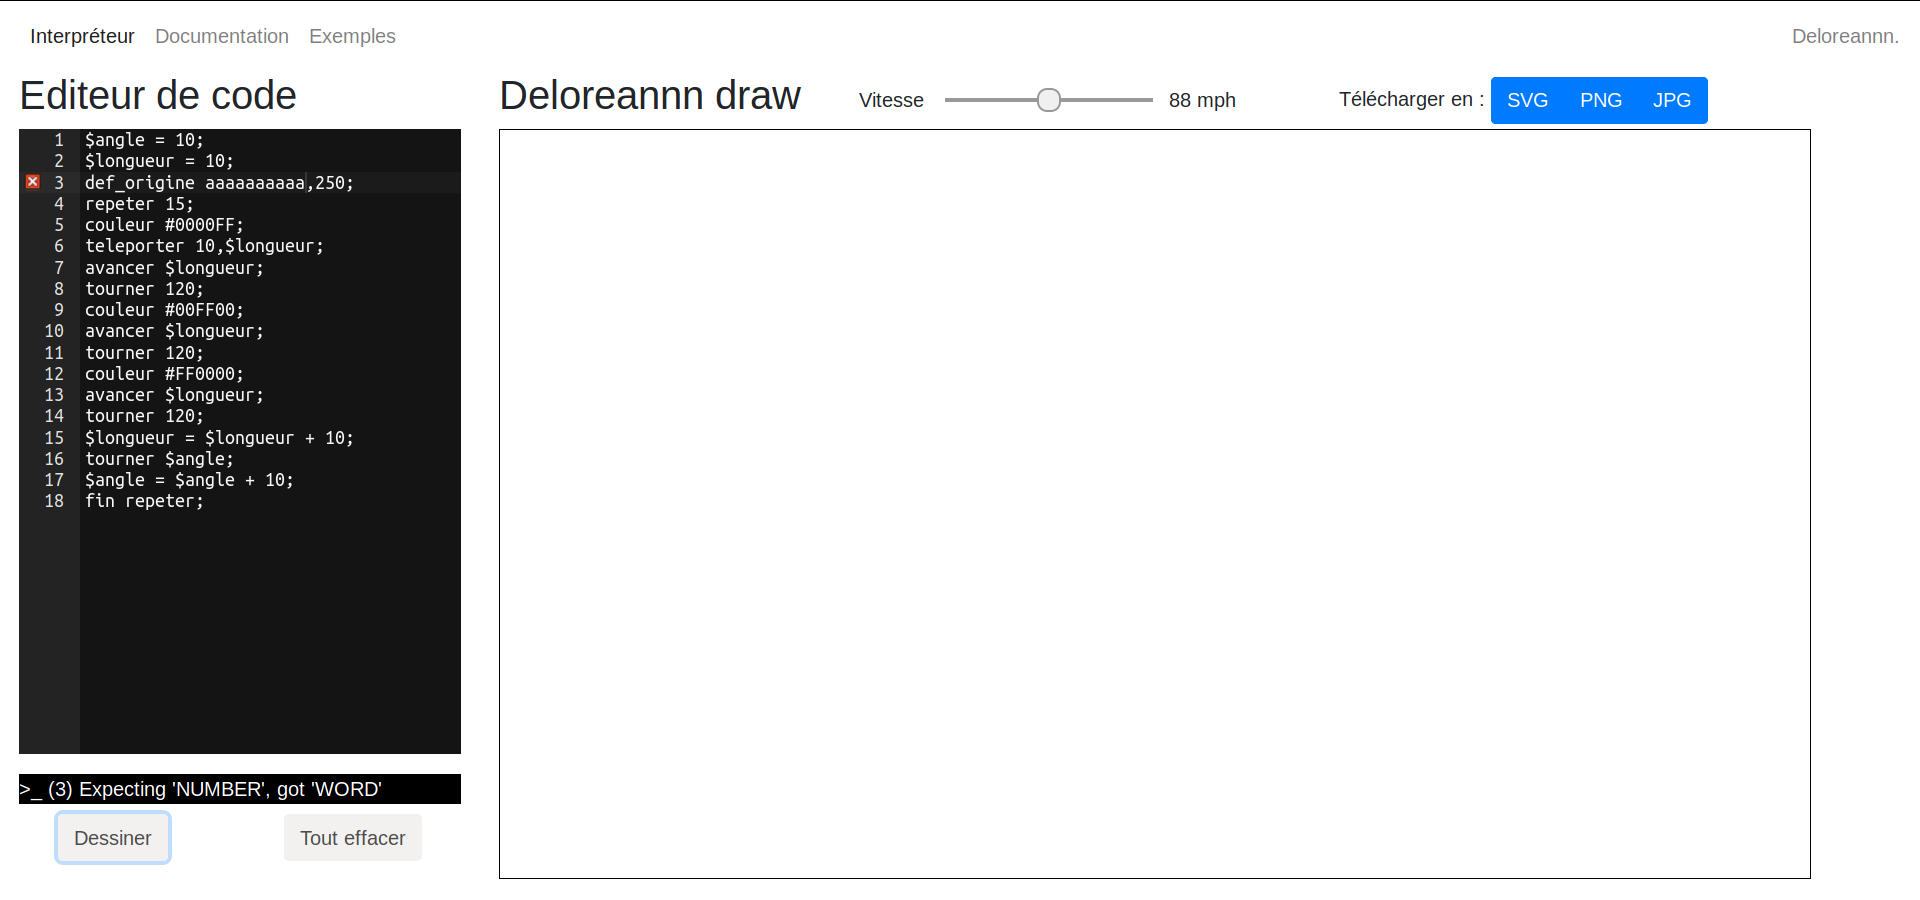 Interpréteur Documentation Exemples Deloreannn.
Editeur de code Deloreannn draw Vitesse 88 mph Télécharger en : SVG PNG JPG
1 $angle = 10;
2 $longueur = 10;
3 def_origine aaaaaaaaaa,250;
4 repeter 15;
5 couleur #0000FF;
6 teleporter 10,$longueur;
7 avancer $longueur;
8 tourner 120;
9 couleur #00FF00;
10 avancer $longueur;
11 tourner 120;
12 couleur #FF0000;
13 avancer $longueur;
14 tourner 120;
15 $longueur = $longueur + 10;
16 tourner $angle;
17 $angle = $angle + 10;
18 fin repeter;
>_ (3) Expecting 'NUMBER', got 'WORD'
Dessiner Tout effacer